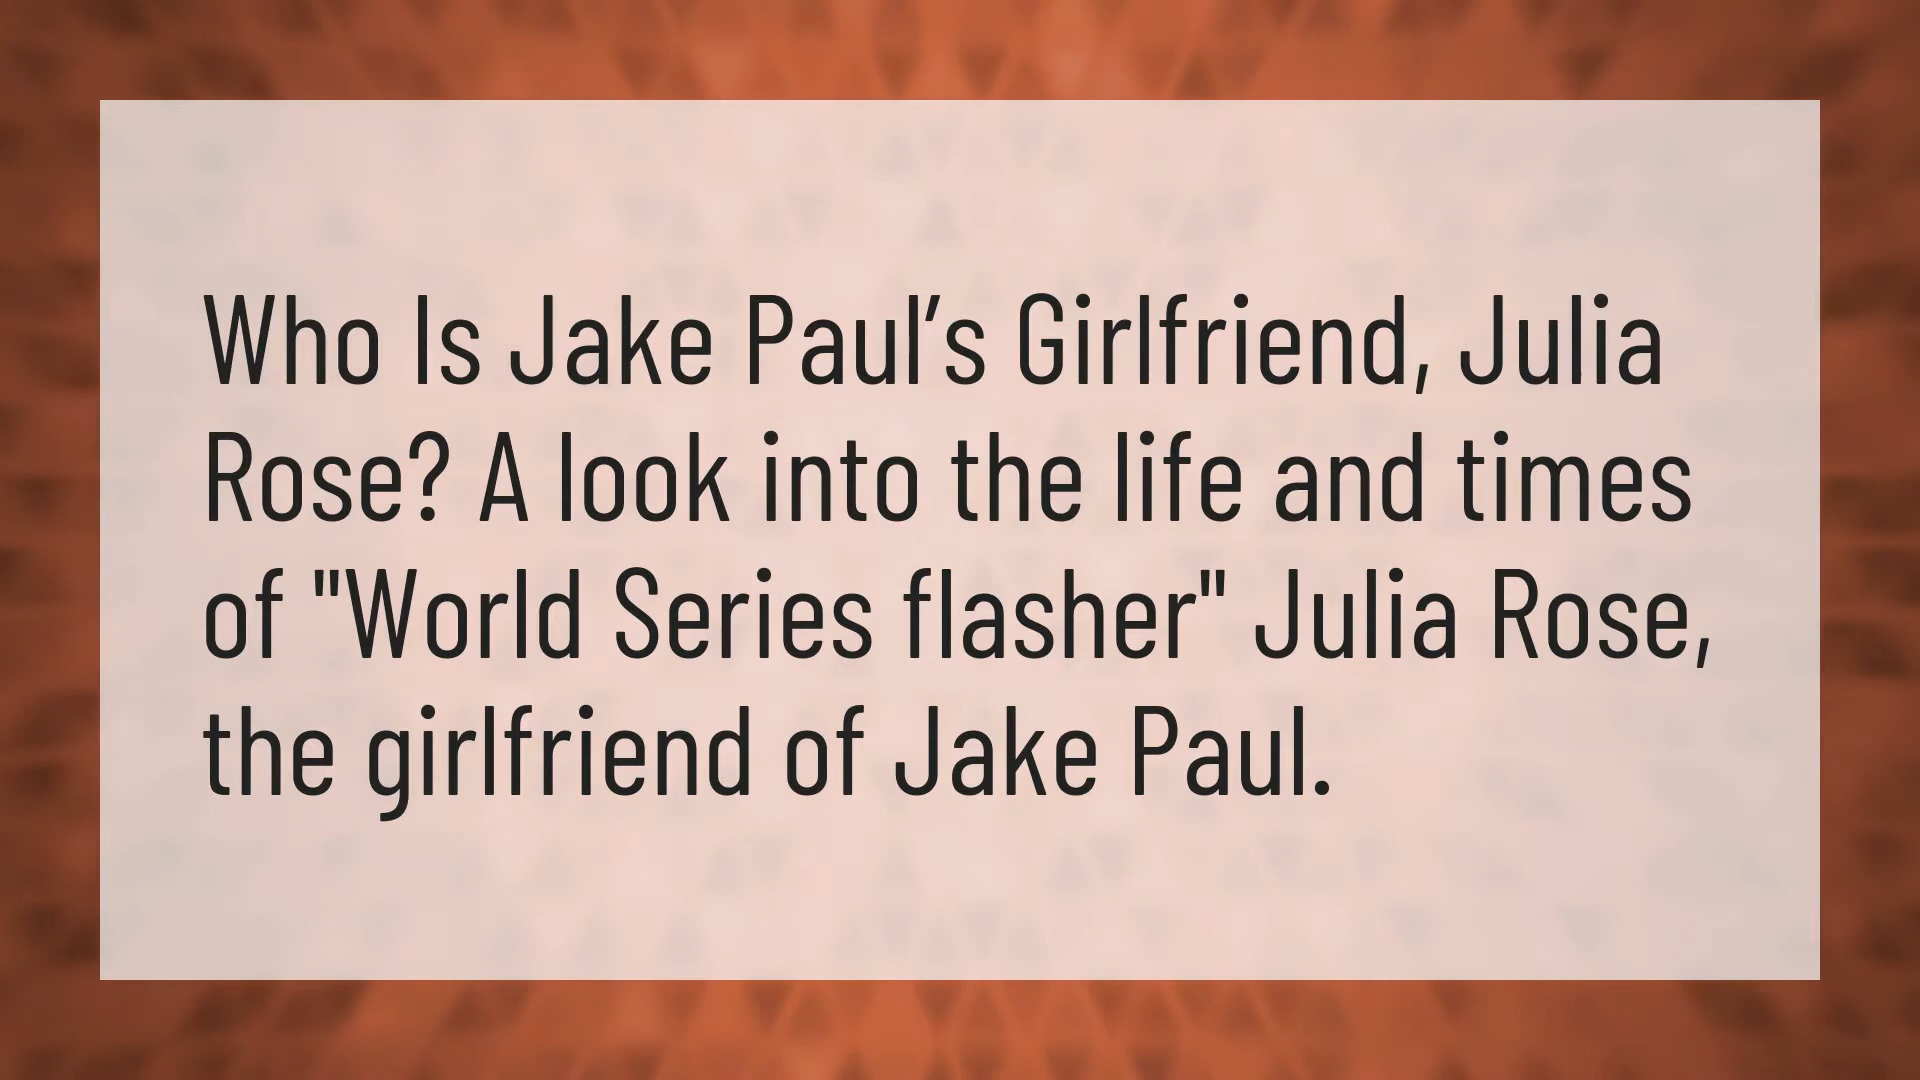 Who Is Jake Paul’s Girlfriend, Julia
Rose? A look into the life and times
of "World Series flasher" Julia Rose,
the girlfriend of Jake Paul.